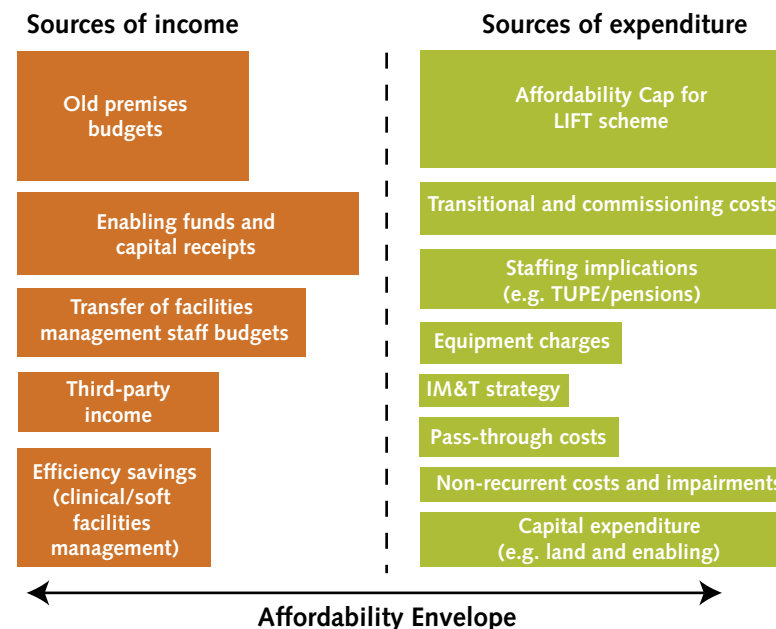 Sources of income
Old premises
budgets
Enabling funds and
capital receipts
Transfer of facilities
management staff budgets
Third-party
income
Efficiency savings
(clinical/soft
facilities
management)
Sources of expenditure
Affordability Cap for
LIFT scheme
Transitional and commissioning costs
Staffing implications
(e.g. TUPE/pensions)
Equipment charges
IM&T strategy
Pass-through costs
Non-recurrent costs and impairments
Capital expenditure
(e.g. land and enabling)
Affordability Envelope